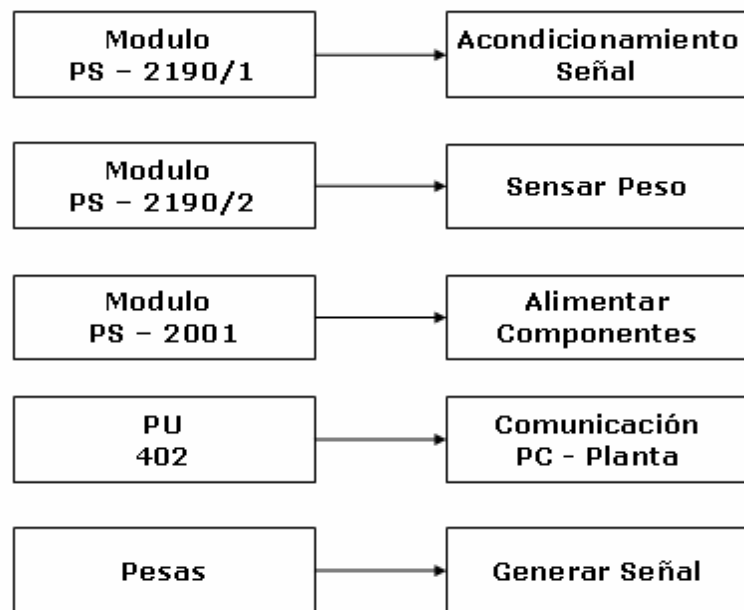 Modulo
PS – 2190/1
Acondicionamiento
Señal
Modulo
PS – 2190/2
Sensar Peso
Modulo
PS – 2001
Alimentar
Componentes
PU
402
Comunicación
PC - Planta
Pesas
Generar Señal